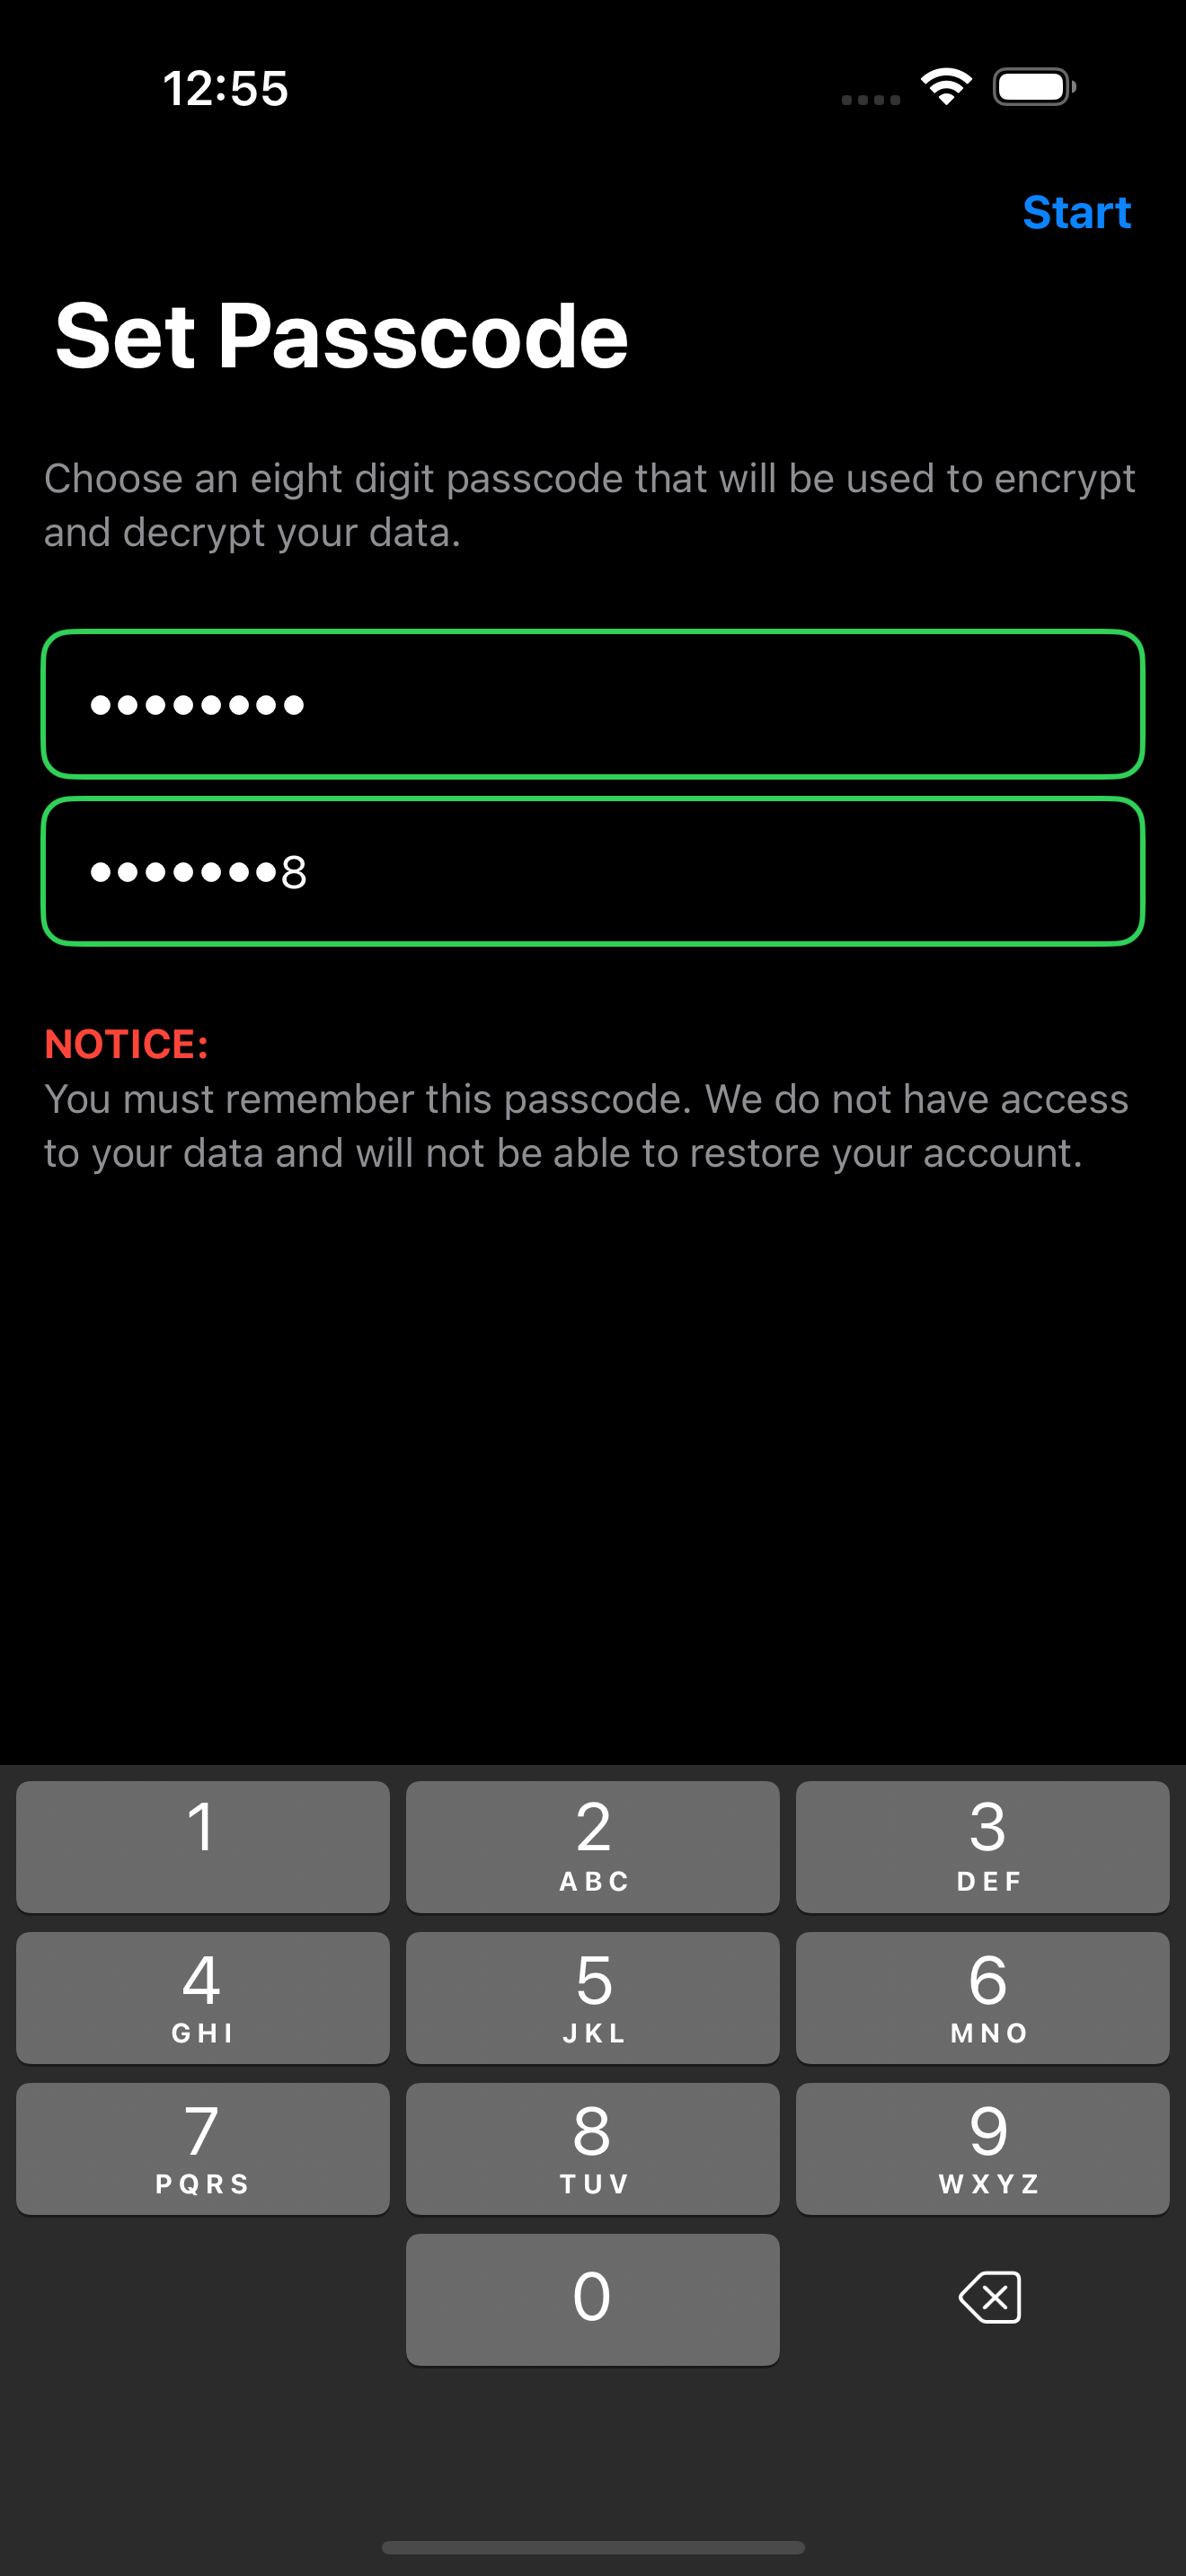 12:55
Start
Set Passcode
Choose an eight digit passcode that will be used to encrypt
and decrypt your data.
••••••••
•••••••8
NOTICE:
You must remember this passcode. We do not have access
to your data and will not be able to restore your account.
1 2 3
ABC DEF
4 5 6
GHI JKL MNO
7 8 9
PQRS TUV WXYZ
0